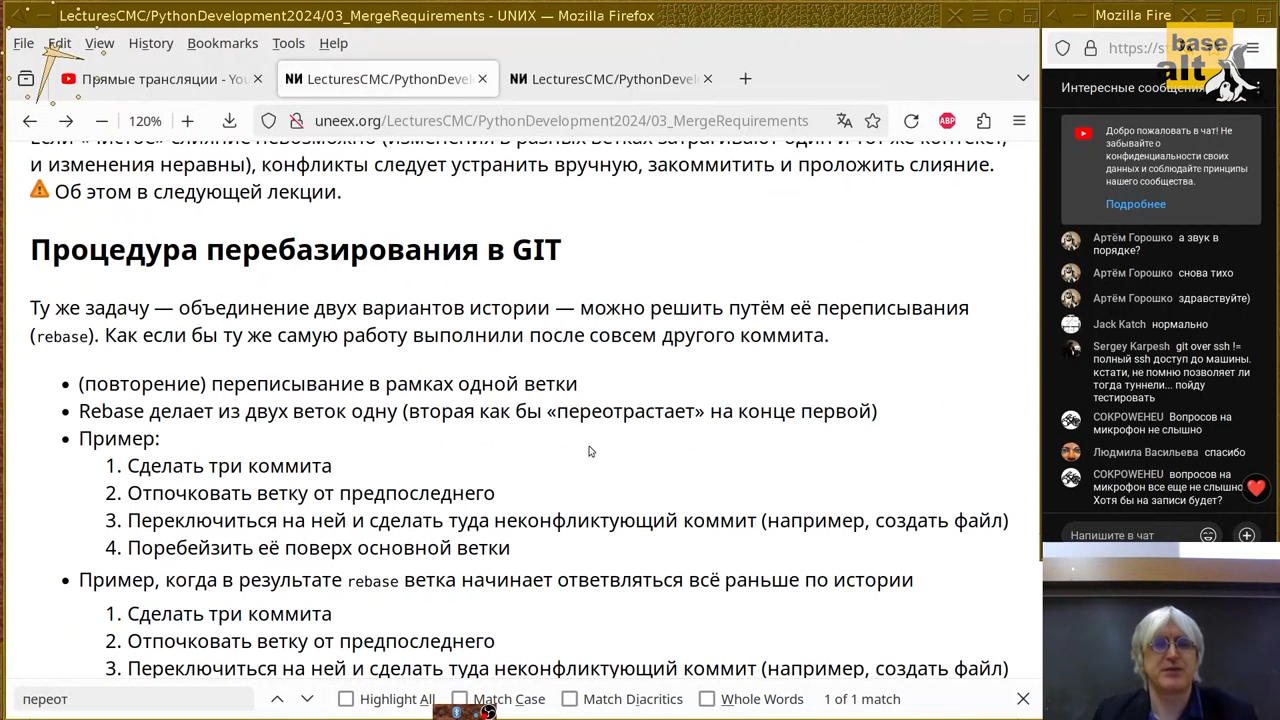 LecturesCMC/PythonDevelopment2024/03_MergeRequirements - UNИX — Mozilla Firefox
Mozilla Fire
File Edit View History Bookmarks Tools Help
base
alt
https://s
Прямые трансляции - You
LecturesCMC/PythonDevel
LecturesCMC/PythonDevel
120%
uneex.org/LecturesCMC/PythonDevelopment2024/03_MergeRequirements
ABP
Интересные сообщения
и изменения неравны), конфликты следует устранить вручную, закоммитить и проложить слияние.
Об этом в следующей лекции.
Процедура перебазирования в GIT
Ту же задачу — объединение двух вариантов истории — можно решить путём её переписывания
(rebase). Как если бы ту же самую работу выполнили после совсем другого коммита.
• (повторение) переписывание в рамках одной ветки
• Rebase делает из двух веток одну (вторая как бы «переотрастает» на конце первой)
• Пример:
1. Сделать три коммита
2. Отпочковать ветку от предпоследнего
3. Переключиться на ней и сделать туда неконфликтующий коммит (например, создать файл)
4. Поребейзить её поверх основной ветки
• Пример, когда в результате rebase ветка начинает ответвляться всё раньше по истории
1. Сделать три коммита
2. Отпочковать ветку от предпоследнего
3. Переключиться на ней и сделать туда неконфликтующий коммит (например, создать файл)
переот
Highlight All
Match Case
Match Diacritics
Whole Words
1 of 1 match
Добро пожаловать в чат! Не
забывайте о
конфиденциальности своих
данных и соблюдайте принципы
нашего сообщества.
Подробнее
Артём Горошко а звук в
порядке?
Артём Горошко снова тихо
Артём Горошко здравствуйте)
Jack Katch нормально
Sergey Karpesh git over ssh !=
полный ssh доступ до машины.
кстати, не помню позволяет ли
тогда туннели... пойду
тестировать
COKPOWEHEU Вопросов на
микрофон не слышно
Людмила Васильева спасибо
COKPOWEHEU вопросов на
микрофон все еще не слышно.
Хотя бы на записи будет?
Напишите в чат